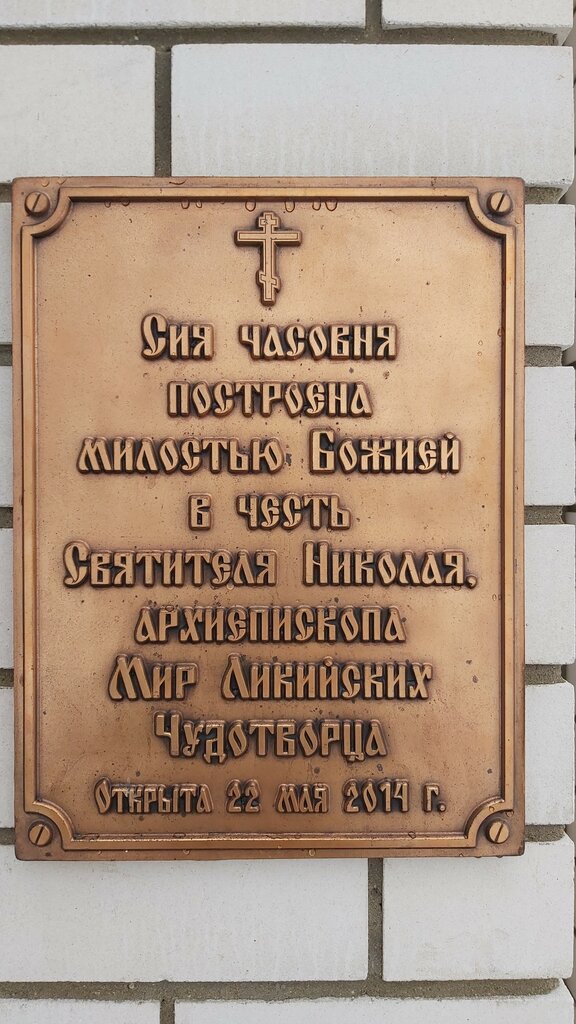 Сия часовня
построена
милостью Божией
в честь
Святителя Николая,
архиепископа
Мир Ликийских
Чудотворца
Открыта 22 мая 2014 г.